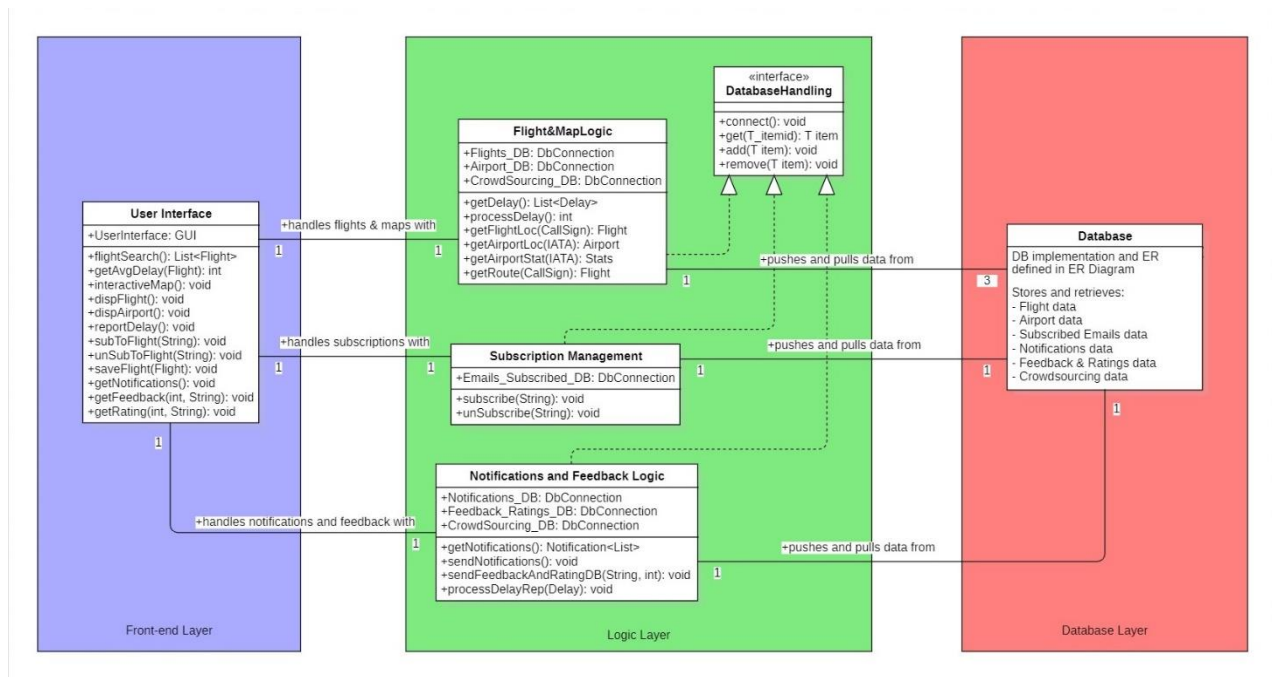 «interface»
DatabaseHandling
+connect(): void
+get(T_itemid): T item
+add(T item): void
+remove(T item): void
Flight&MapLogic
+Flights_DB: DbConnection
+Airport_DB: DbConnection
+CrowdSourcing_DB: DbConnection
+getDelay(): List<Delay>
+processDelay(): int
+getFlightLoc(CallSign): Flight
+getAirportLoc(IATA): Airport
+getAirportStat(IATA): Stats
+getRoute(CallSign): Flight
User Interface
+UserInterface: GUI
+flightSearch(): List<Flight>
+getAvgDelay(Flight): int
+interactiveMap(): void
+dispFlight(): void
+dispAirport(): void
+reportDelay(): void
+subToFlight(String): void
+unSubToFlight(String): void
+saveFlight(Flight): void
+getNotifications(): void
+getFeedback(int, String): void
+getRating(int, String): void
+handles flights & maps with
1
1
+pushes and pulls data from
1
3
Database
DB implementation and ER
defined in ER Diagram
Stores and retrieves:
- Flight data
- Airport data
- Subscribed Emails data
- Notifications data
- Feedback & Ratings data
- Crowdsourcing data
+handles subscriptions with
1
1
Subscription Management
+Emails_Subscribed_DB: DbConnection
+subscribe(String): void
+unSubscribe(String): void
+pushes and pulls data from
1
1
1
1
Notifications and Feedback Logic
+Notifications_DB: DbConnection
+Feedback_Ratings_DB: DbConnection
+CrowdSourcing_DB: DbConnection
+getNotifications(): Notification<List>
+sendNotifications(): void
+sendFeedbackAndRatingDB(String, int): void
+processDelayRep(Delay): void
+handles notifications and feedback with
1
+pushes and pulls data from
1
Front-end Layer
Logic Layer
Database Layer